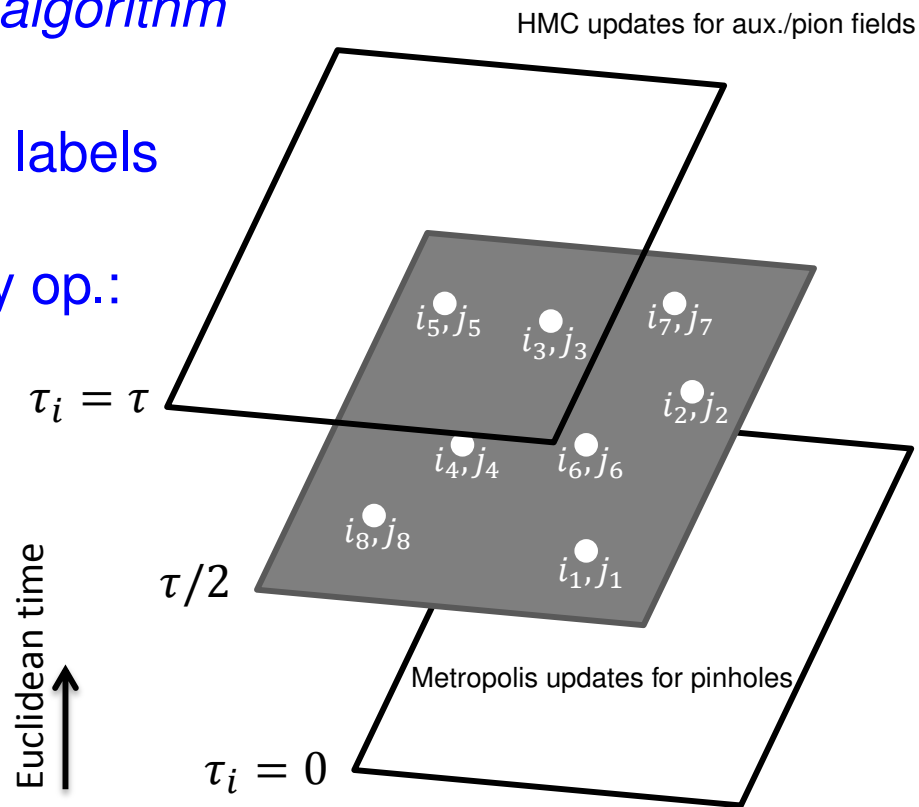 algorithm
HMC updates for aux./pion fields
labels
y op.:
i₅, j₅
i₃, j₃
i₇, j₇
τᵢ = τ
i₂, j₂
i₄, j₄
i₆, j₆
i₈, j₈
i₁, j₁
τ/2
Euclidean time
Metropolis updates for pinholes
τᵢ = 0